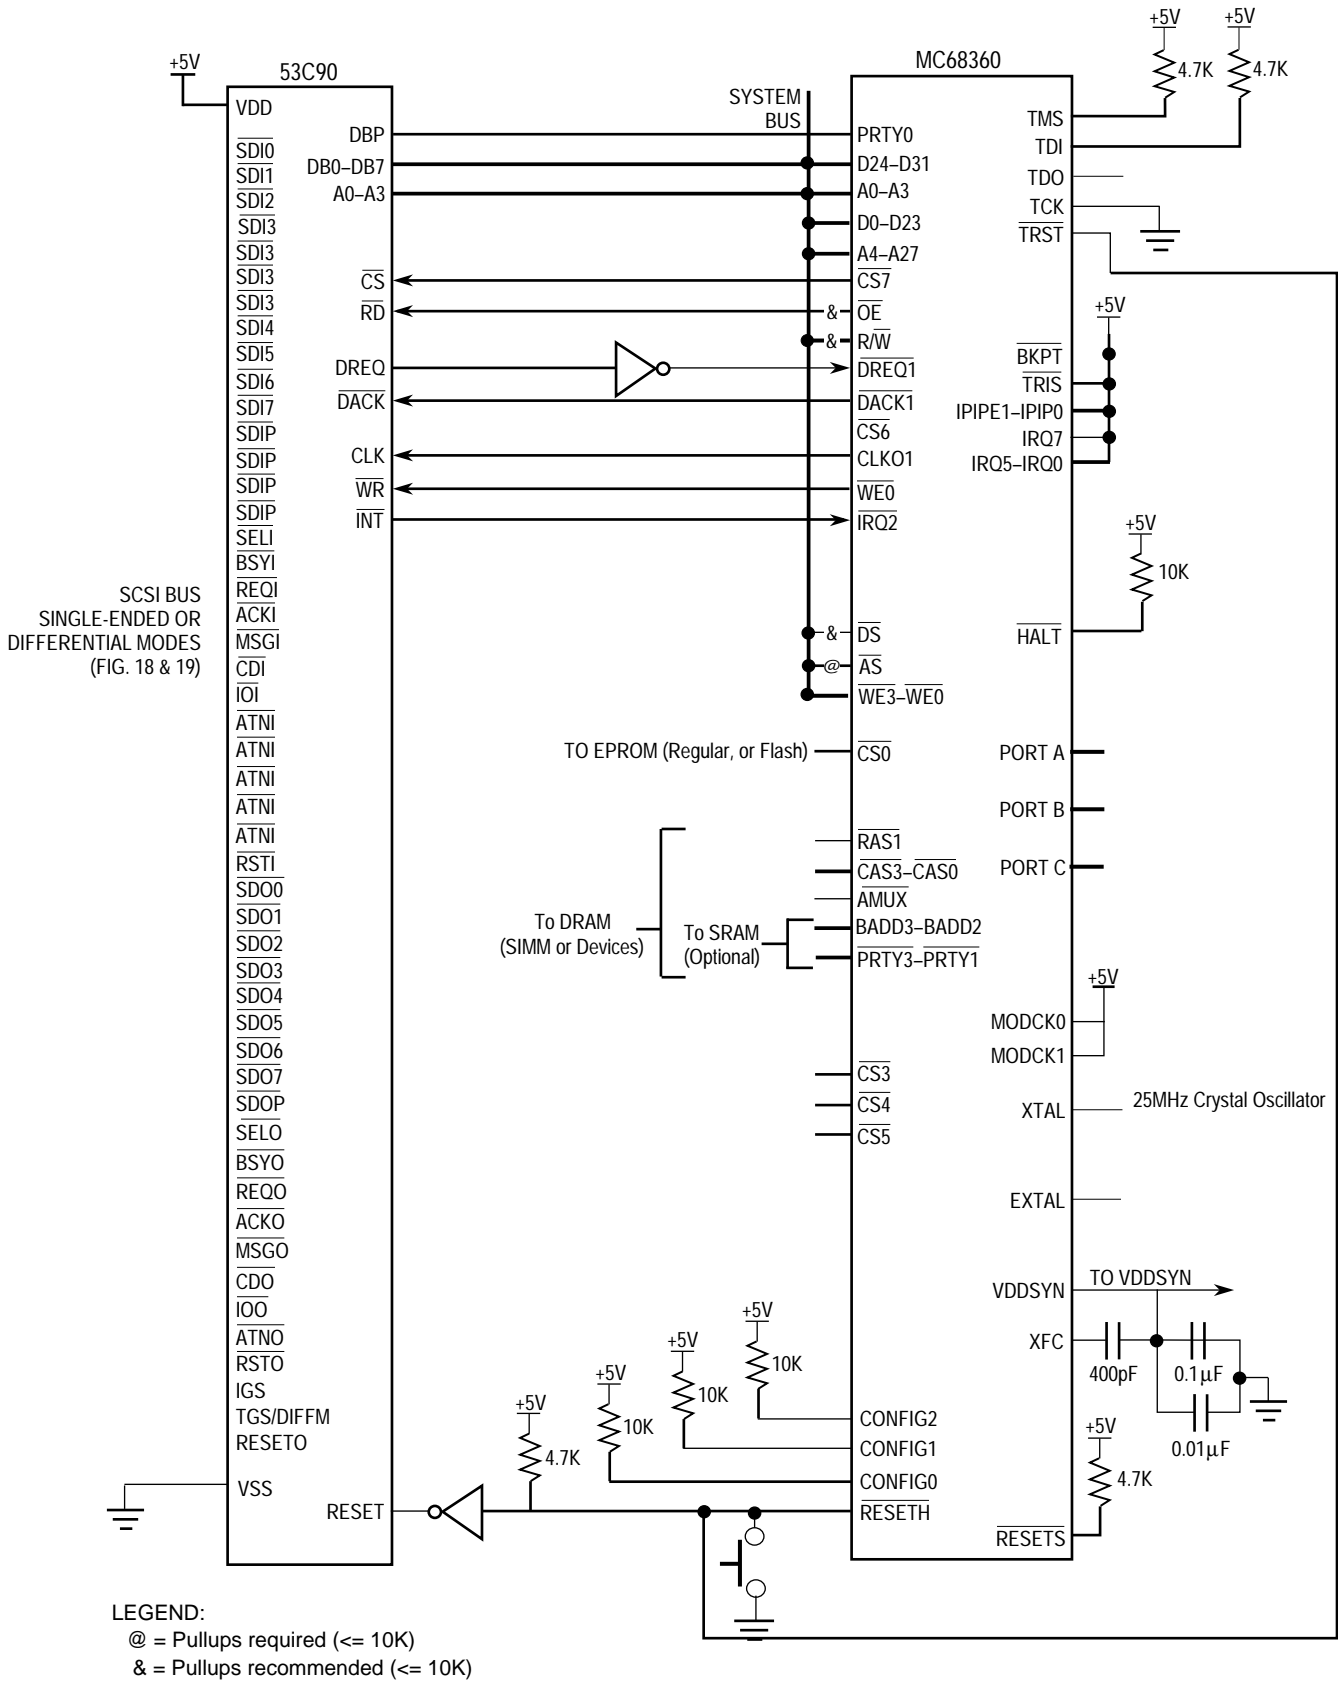 +5V
53C90
VDD
SDI0
SDI1
SDI2
SDI3
SDI3
SDI3
SDI3
SDI4
SDI5
SDI6
SDI7
SDIP
SDIP
SDIP
SDIP
SELI
BSYI
REQI
ACKI
MSGI
CDI
IOI
ATNI
ATNI
ATNI
ATNI
ATNI
RSTI
SDO0
SDO1
SDO2
SDO3
SDO4
SDO5
SDO6
SDO7
SDOP
SELO
BSYO
REQO
ACKO
MSGO
CDO
IOO
ATNO
RSTO
IGS
TGS/DIFFM
RESETO
VSS
SCSI BUS
SINGLE-ENDED OR
DIFFERENTIAL MODES
(FIG. 18 & 19)
DBP
DB0–DB7
A0–A3
CS
RD
DREQ
DACK
CLK
WR
INT
RESET
SYSTEM
BUS
MC68360
PRTY0
D24–D31
A0–A3
D0–D23
A4–A27
CS7
& OE
& R/W
DREQ1
DACK1
CS6
CLKO1
WE0
IRQ2
& DS
@ AS
WE3–WE0
TO EPROM (Regular, or Flash)
CS0
RAS1
CAS3–CAS0
AMUX
BADD3–BADD2
PRTY3–PRTY1
To DRAM
(SIMM or Devices)
To SRAM
(Optional)
CS3
CS4
CS5
CONFIG2
CONFIG1
CONFIG0
RESETH
+5V
10K
+5V
10K
+5V
10K
+5V
4.7K
+5V
4.7K
+5V
4.7K
TMS
TDI
TDO
TCK
TRST
+5V
BKPT
TRIS
IPIPE1–IPIP0
IRQ7
IRQ5–IRQ0
+5V
10K
HALT
PORT A
PORT B
PORT C
+5V
MODCK0
MODCK1
XTAL
25MHz Crystal Oscillator
EXTAL
VDDSYN
TO VDDSYN
XFC
400pF
0.1µF
0.01µF
+5V
4.7K
RESETS
LEGEND:
@ = Pullups required (<= 10K)
& = Pullups recommended (<= 10K)